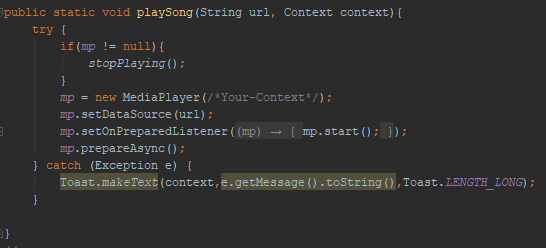 public static void playSong(String url, Context context){
try {
if(mp != null){
stopPlaying();
}
mp = new MediaPlayer(/*Your-Context*/);
mp.setDataSource(url);
mp.setOnPreparedListener((mp) → { mp.start(); });
mp.prepareAsync();
} catch (Exception e) {
Toast.makeText(context,e.getMessage().toString(),Toast.LENGTH_LONG);
}
}